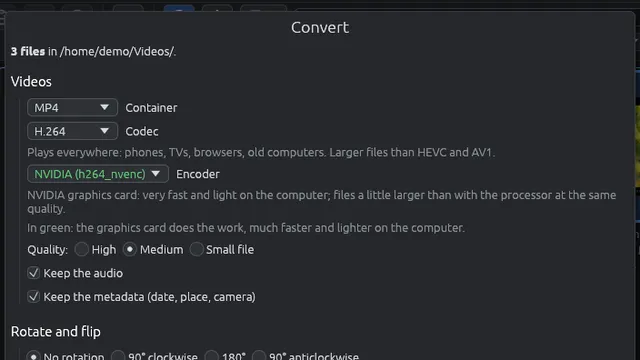 Convert
3 files in /home/demo/Videos/.
Videos
MP4 Container
H.264 Codec
Plays everywhere: phones, TVs, browsers, old computers. Larger files than HEVC and AV1.
NVIDIA (h264_nvenc) Encoder
NVIDIA graphics card: very fast and light on the computer; files a little larger than with the processor at the same
quality.
In green: the graphics card does the work, much faster and lighter on the computer.
Quality: High Medium Small file
Keep the audio
Keep the metadata (date, place, camera)
Rotate and flip
No rotation 90° clockwise 180° 90° anticlockwise